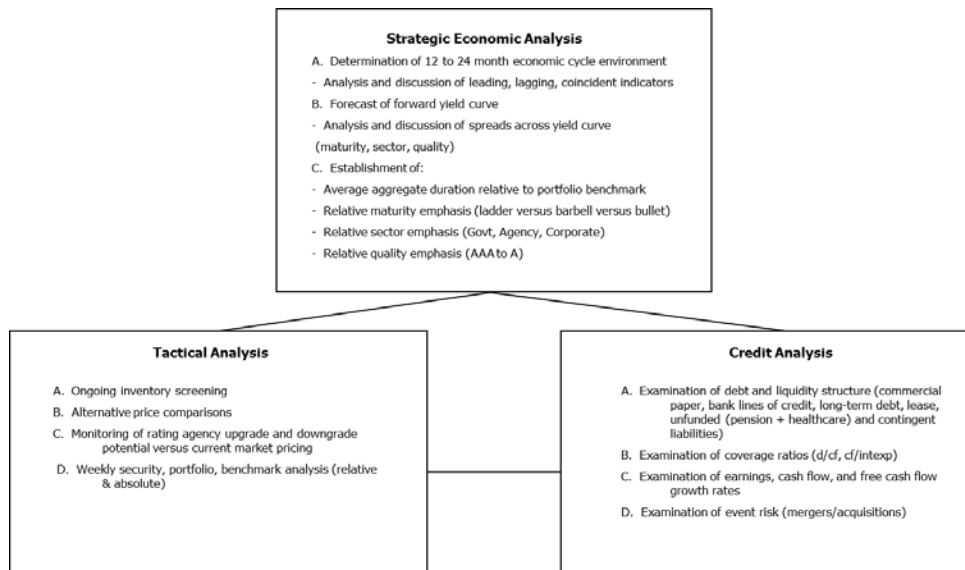 Strategic Economic Analysis
A. Determination of 12 to 24 month economic cycle environment
- Analysis and discussion of leading, lagging, coincident indicators
B. Forecast of forward yield curve
- Analysis and discussion of spreads across yield curve
(maturity, sector, quality)
C. Establishment of:
- Average aggregate duration relative to portfolio benchmark
- Relative maturity emphasis (ladder versus barbell versus bullet)
- Relative sector emphasis (Govt, Agency, Corporate)
- Relative quality emphasis (AAA to A)
Tactical Analysis
A. Ongoing inventory screening
B. Alternative price comparisons
C. Monitoring of rating agency upgrade and downgrade
potential versus current market pricing
D. Weekly security, portfolio, benchmark analysis (relative
& absolute)
Credit Analysis
A. Examination of debt and liquidity structure (commercial
paper, bank lines of credit, long-term debt, lease,
unfunded (pension + healthcare) and contingent
liabilities)
B. Examination of coverage ratios (d/cf, cf/intexp)
C. Examination of earnings, cash flow, and free cash flow
growth rates
D. Examination of event risk (mergers/acquisitions)